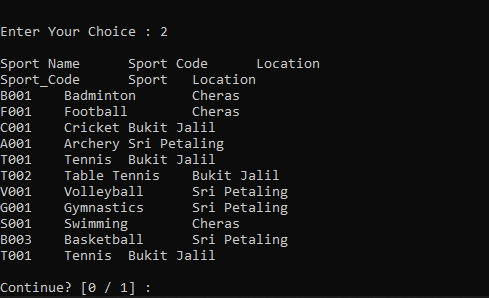 Enter Your Choice : 2
Sport Name Sport Code Location
Sport_Code Sport Location
B001 Badminton Cheras
F001 Football Cheras
C001 Cricket Bukit Jalil
A001 Archery Sri Petaling
T001 Tennis Bukit Jalil
T002 Table Tennis Bukit Jalil
V001 Volleyball Sri Petaling
G001 Gymnastics Sri Petaling
S001 Swimming Cheras
B003 Basketball Sri Petaling
T001 Tennis Bukit Jalil
Continue? [0 / 1] :